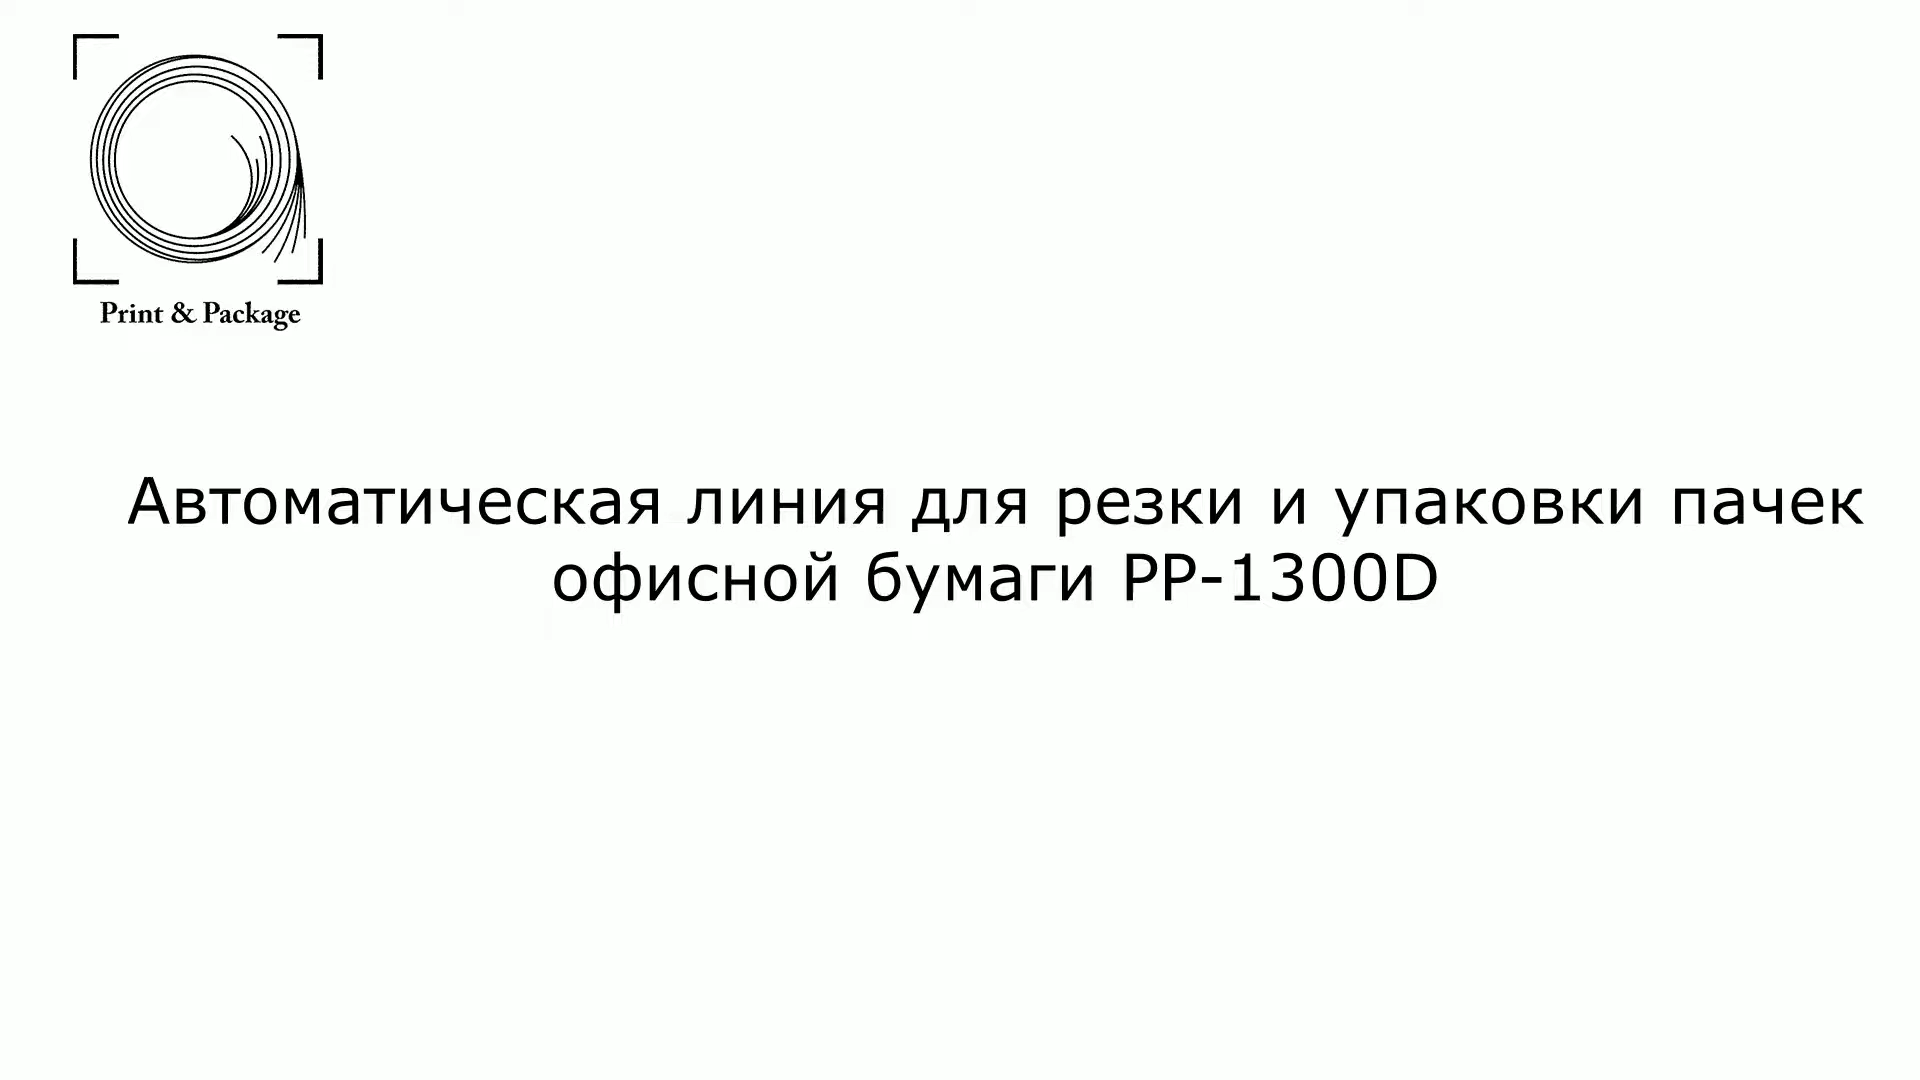 Print & Package
Автоматическая линия для резки и упаковки пачек
офисной бумаги PP-1300D